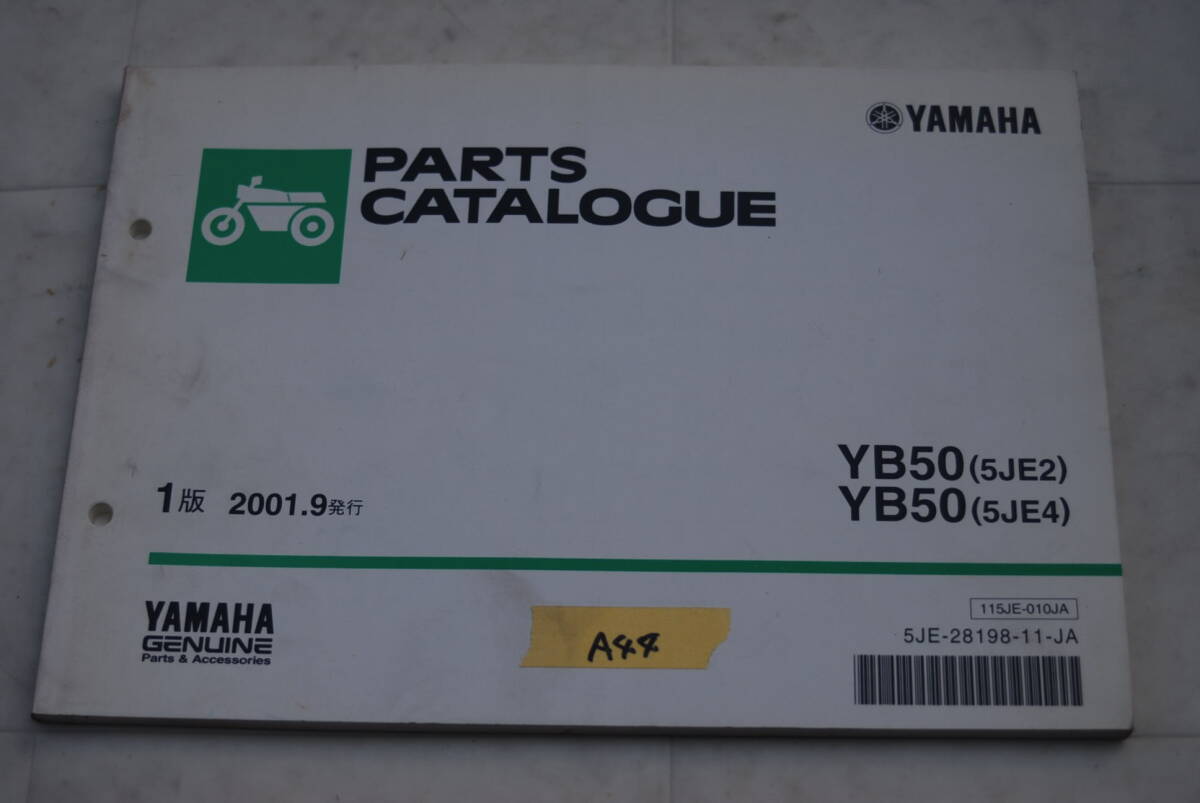 YAMAHA
PARTS
CATALOGUE
YB50 (5JE2)
YB50 (5JE4)
1版 2001.9発行
YAMAHA
GENUINE
Parts & Accessories
A44
115JE-010JA
5JE-28198-11-JA